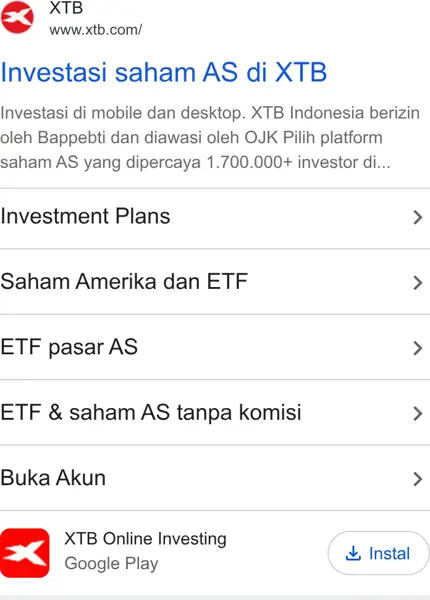 XTB
www.xtb.com/
Investasi saham AS di XTB
Investasi di mobile dan desktop. XTB Indonesia berizin
oleh Bappebti dan diawasi oleh OJK Pilih platform
saham AS yang dipercaya 1.700.000+ investor di...
Investment Plans
Saham Amerika dan ETF
ETF pasar AS
ETF & saham AS tanpa komisi
Buka Akun
XTB Online Investing
Google Play
Instal